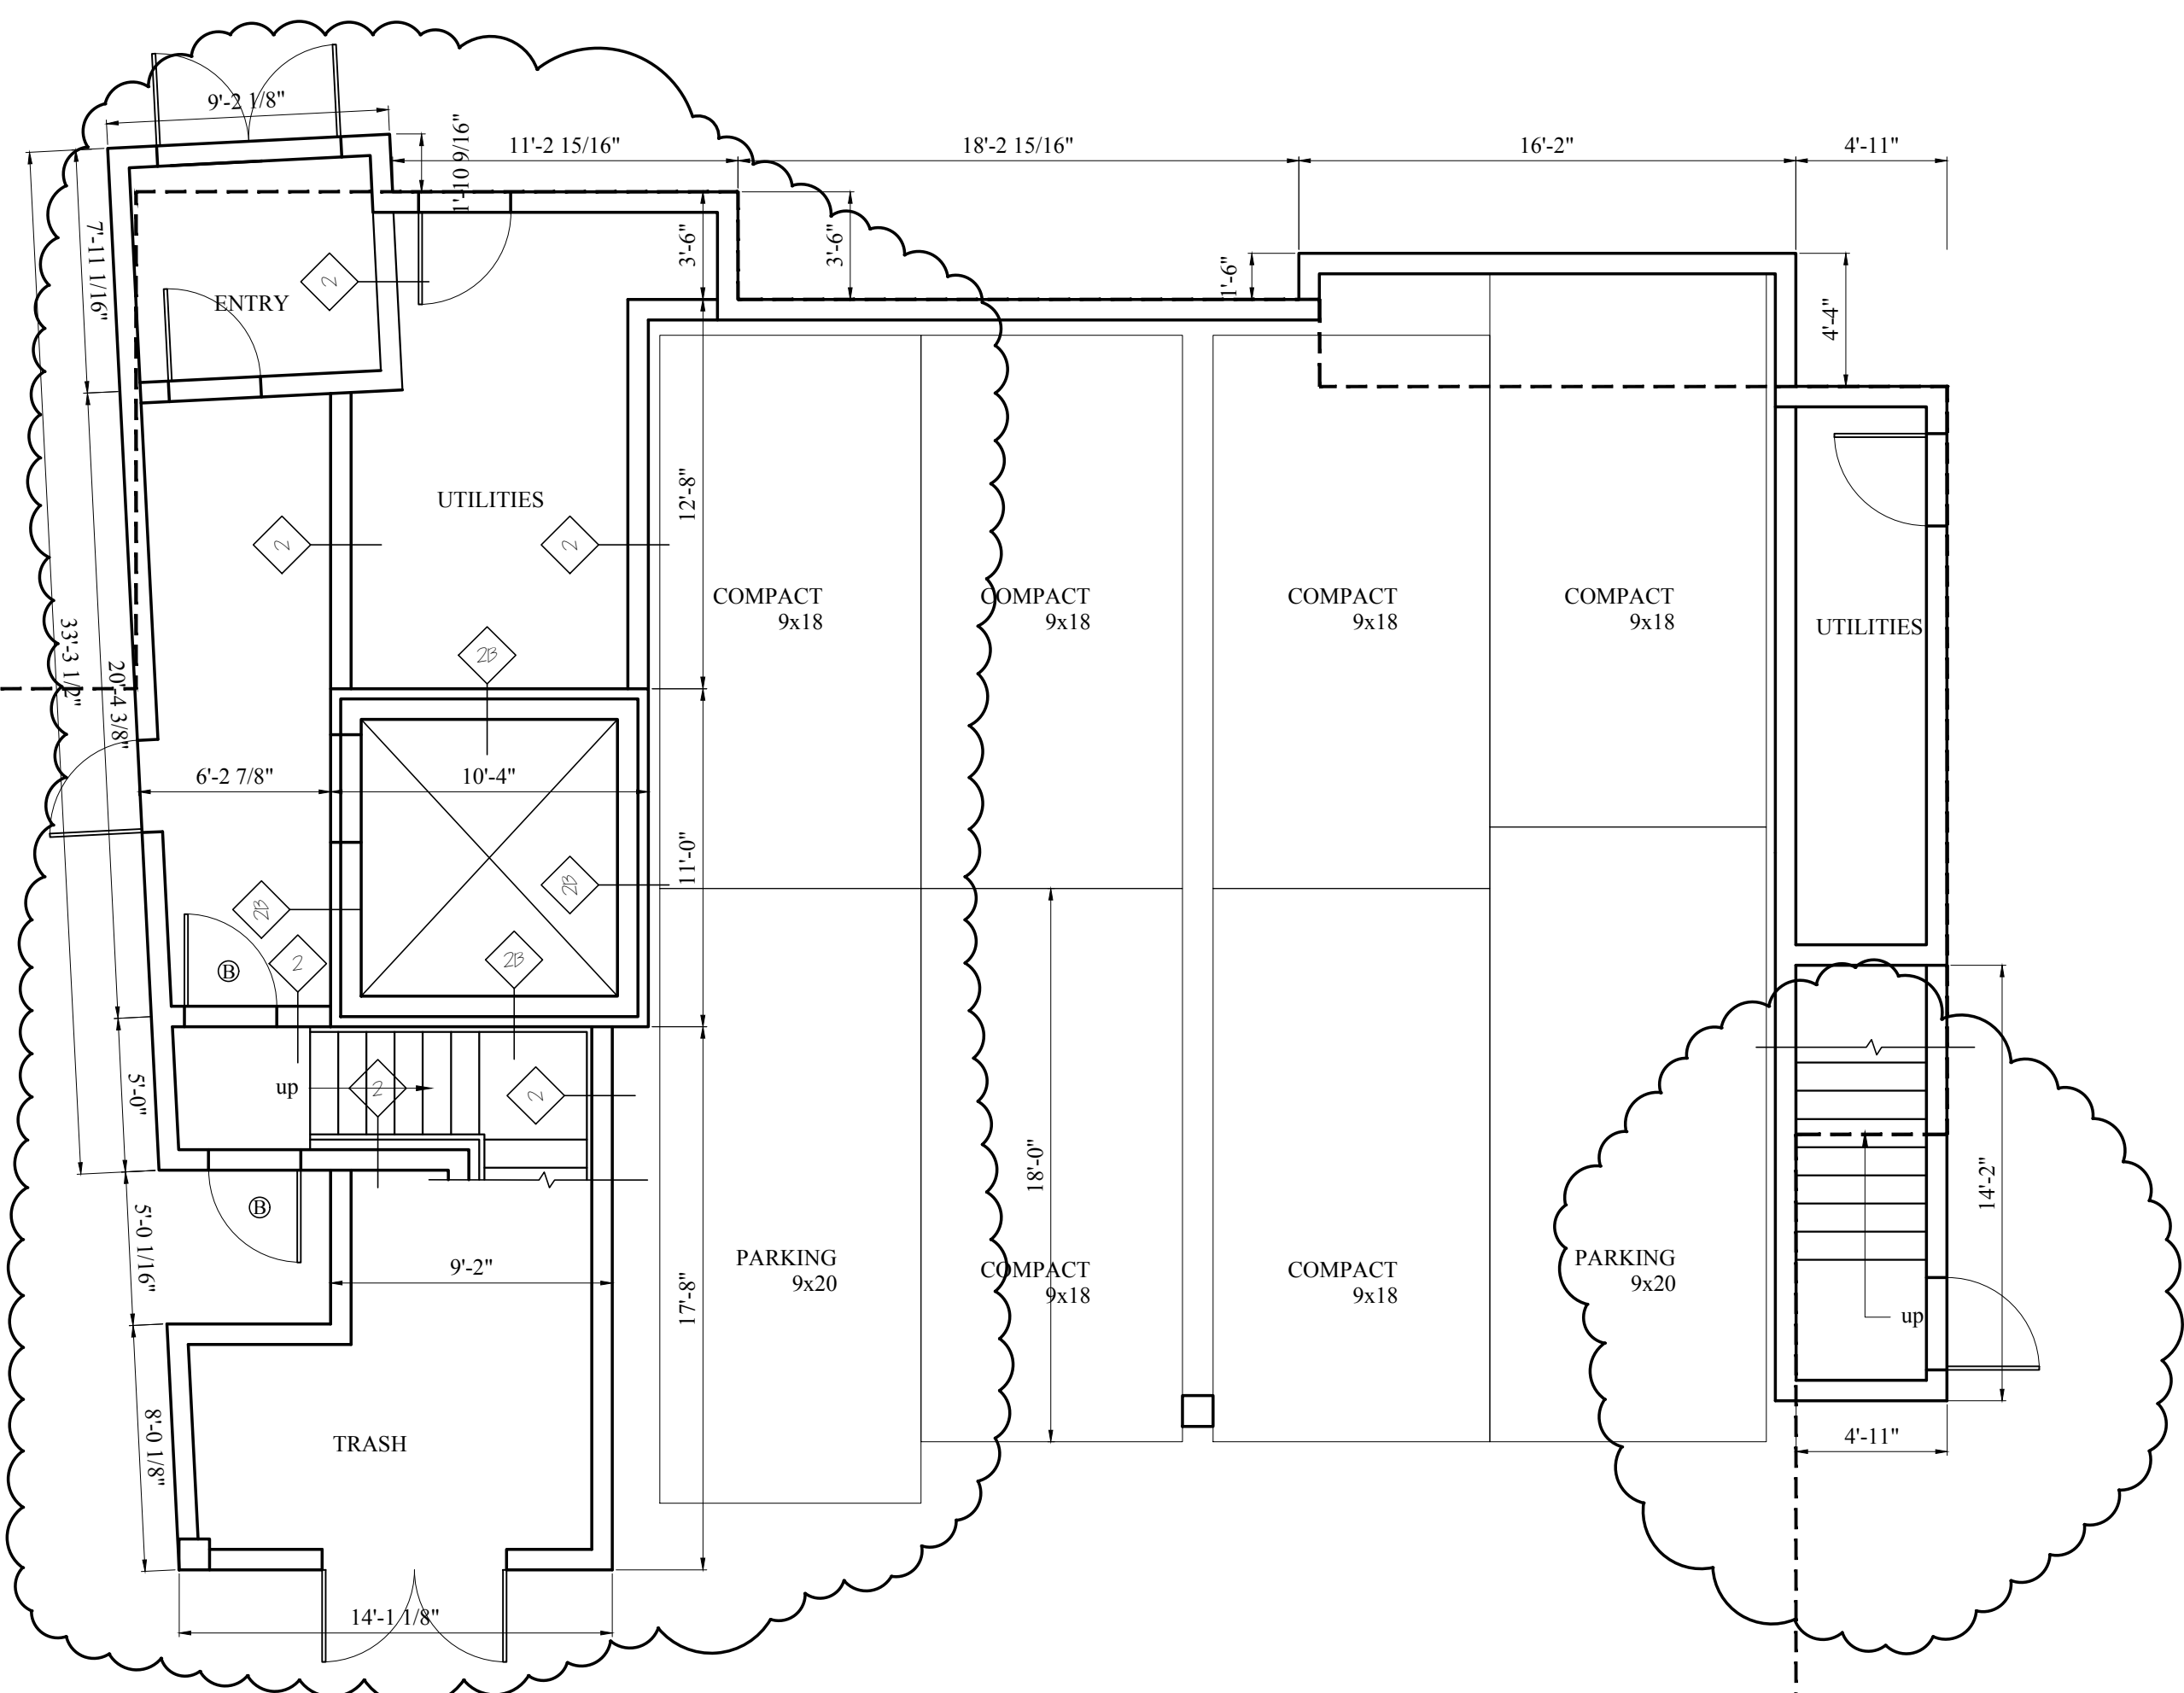 9'-2 1/8"
1'-10 9/16"
11'-2 15/16"
18'-2 15/16"
16'-2"
4'-11"
7'-11 1/16"
3'-6"
3'-6"
1'-6"
4'-4"
2
ENTRY
UTILITIES
12'-8"
2
2
COMPACT
9x18
COMPACT
9x18
COMPACT
9x18
COMPACT
9x18
UTILITIES
33'-3 1/2"
20'-4 3/8"
2B
6'-2 7/8"
10'-4"
11'-0"
2B
2B
2B
2
B
up
2
2
5'-0"
18'-0"
14'-2"
5'-0 1/16"
B
9'-2"
17'-8"
PARKING
9x20
COMPACT
9x18
COMPACT
9x18
PARKING
9x20
up
8'-0 1/8"
TRASH
4'-11"
14'-1 1/8"